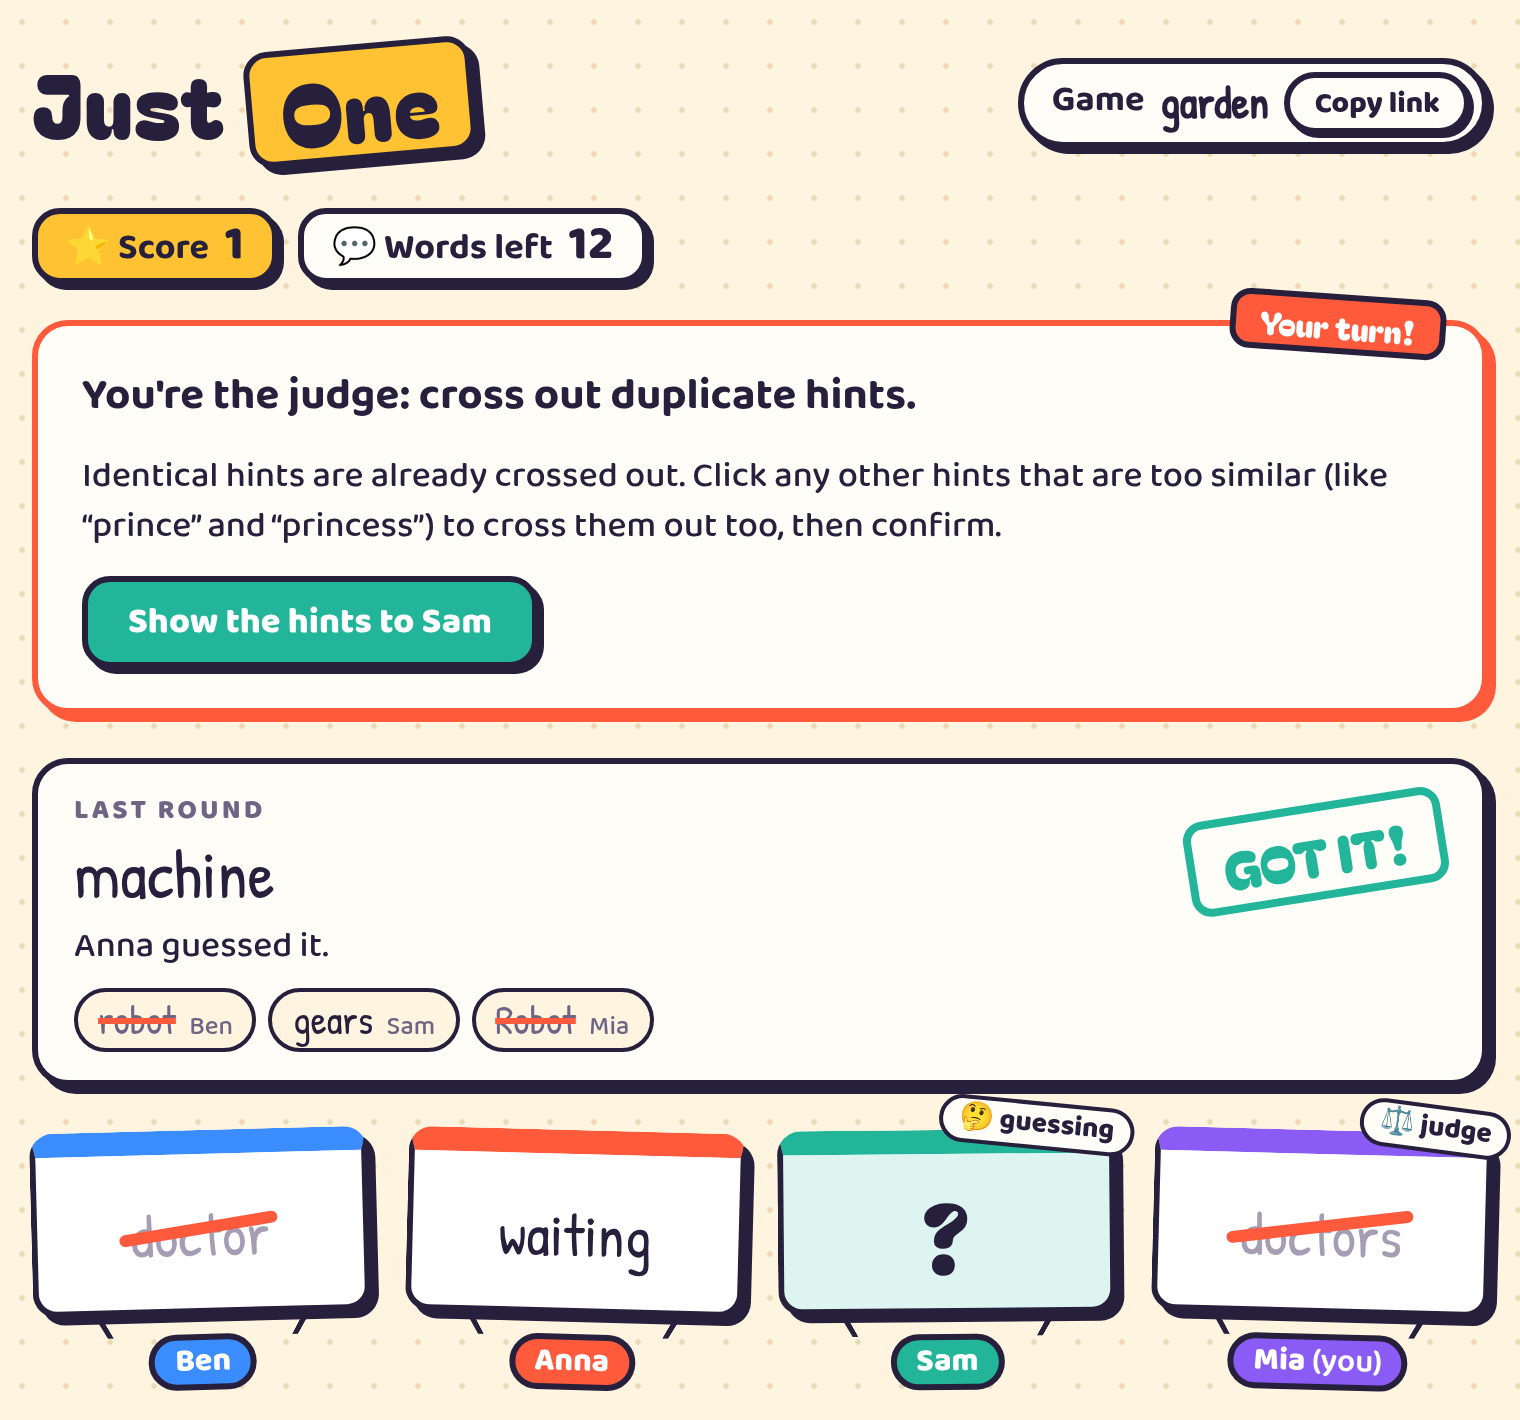 Just One
Game garden Copy link
Score 1
Words left 12
Your turn!
You're the judge: cross out duplicate hints.
Identical hints are already crossed out. Click any other hints that are too similar (like
“prince” and “princess”) to cross them out too, then confirm.
Show the hints to Sam
LAST ROUND
machine
GOT IT!
Anna guessed it.
robot Ben
gears Sam
Robot Mia
guessing
judge
doctor
waiting
?
doctors
Ben
Anna
Sam
Mia (you)